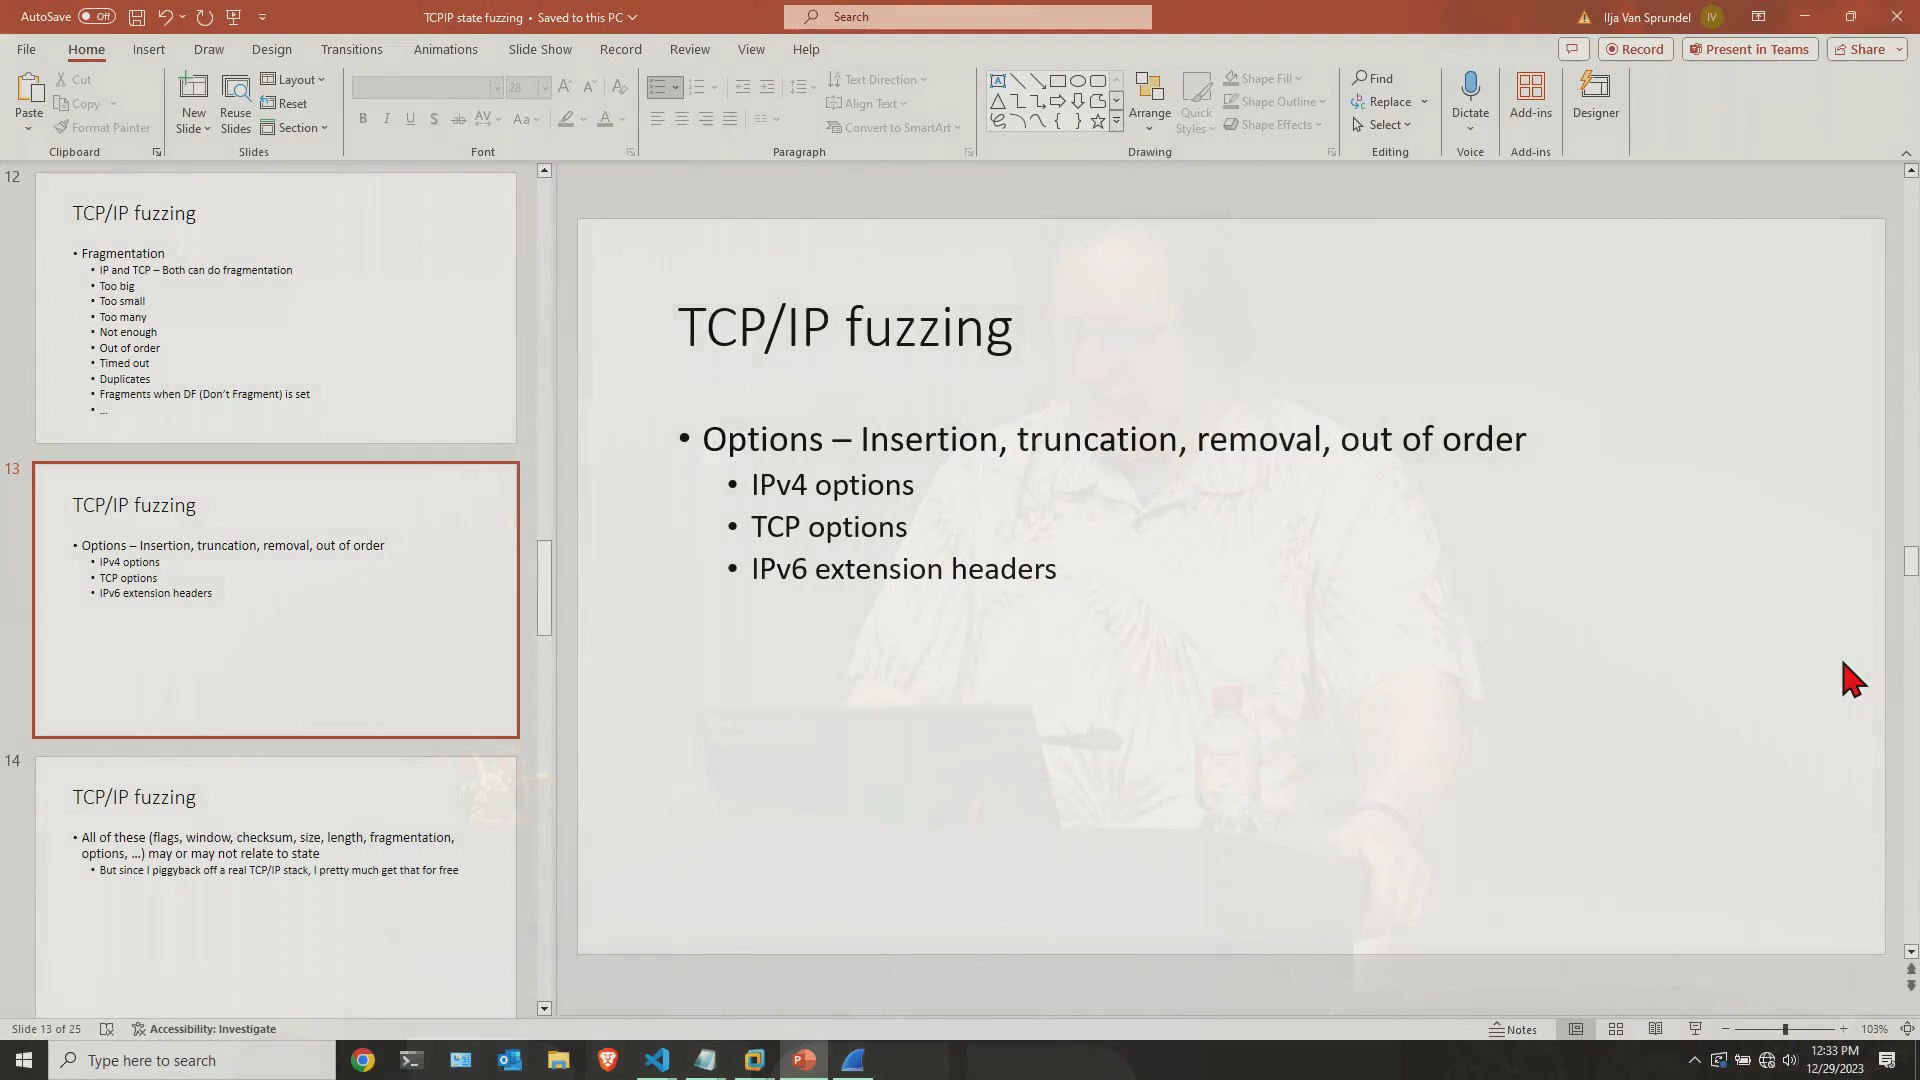 AutoSave Off
TCPIP state fuzzing • Saved to this PC
Search
Ilja Van Sprundel IV
File Home Insert Draw Design Transitions Animations Slide Show Record Review View Help
Record Present in Teams Share
Paste
Cut
Copy
Format Painter
Clipboard
New Slide
Reuse Slides
Layout
Reset
Section
Slides
28
B I U S ab AV Aa A
Font
Text Direction
Align Text
Convert to SmartArt
Paragraph
Arrange
Quick Styles
Shape Fill
Shape Outline
Shape Effects
Drawing
Find
Replace
Select
Editing
Dictate
Voice
Add-ins
Add-ins
Designer
12
TCP/IP fuzzing
• Fragmentation
• IP and TCP – Both can do fragmentation
• Too big
• Too small
• Too many
• Not enough
• Out of order
• Timed out
• Duplicates
• Fragments when DF (Don't Fragment) is set
• ...
13
TCP/IP fuzzing
• Options – Insertion, truncation, removal, out of order
• IPv4 options
• TCP options
• IPv6 extension headers
14
TCP/IP fuzzing
• All of these (flags, window, checksum, size, length, fragmentation,
options, ...) may or may not relate to state
• But since I piggyback off a real TCP/IP stack, I pretty much get that for free
TCP/IP fuzzing
• Options – Insertion, truncation, removal, out of order
• IPv4 options
• TCP options
• IPv6 extension headers
Slide 13 of 25
Accessibility: Investigate
Notes
103%
Type here to search
12:33 PM
12/29/2023